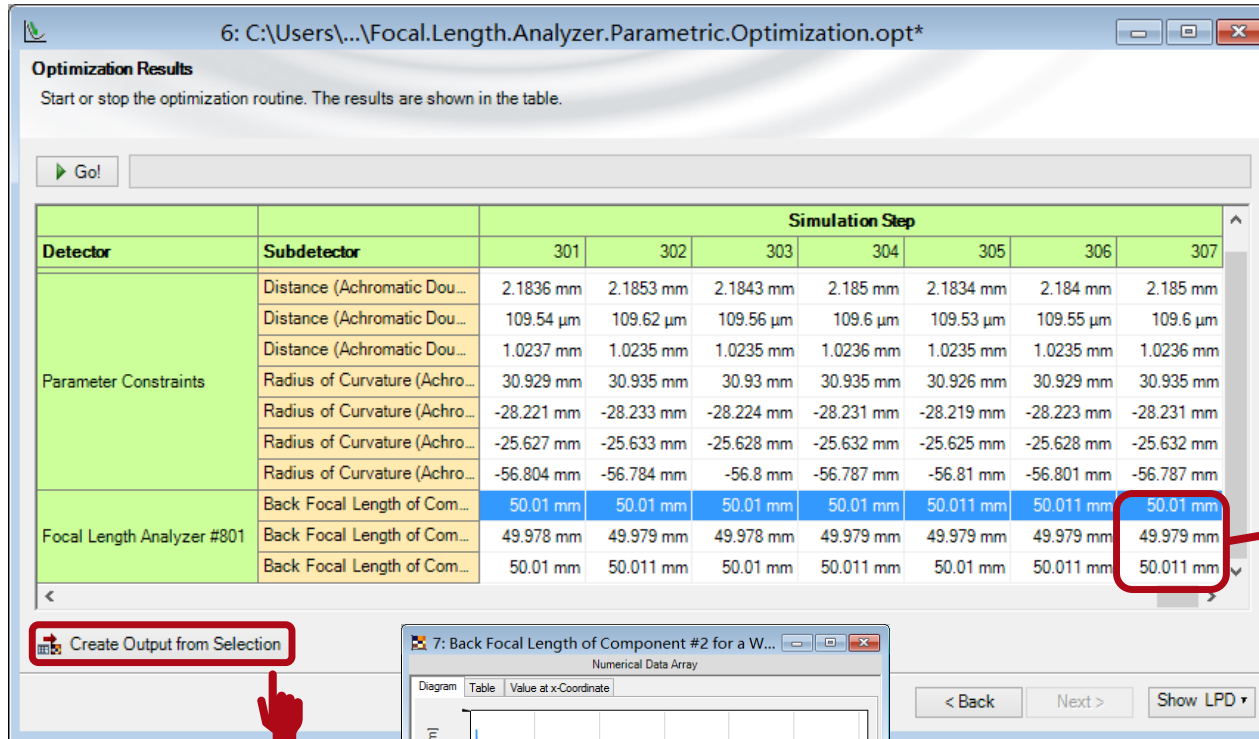 6: C:\Users\...\Focal.Length.Analyzer.Parametric.Optimization.opt*
Optimization Results
Start or stop the optimization routine. The results are shown in the table.
Go!
Simulation Step
Detector Subdetector 301 302 303 304 305 306 307
Distance (Achromatic Dou... 2.1836 mm 2.1853 mm 2.1843 mm 2.185 mm 2.1834 mm 2.184 mm 2.185 mm
Distance (Achromatic Dou... 109.54 µm 109.62 µm 109.56 µm 109.6 µm 109.53 µm 109.55 µm 109.6 µm
Distance (Achromatic Dou... 1.0237 mm 1.0235 mm 1.0235 mm 1.0236 mm 1.0235 mm 1.0235 mm 1.0236 mm
Parameter Constraints Radius of Curvature (Achro... 30.929 mm 30.935 mm 30.93 mm 30.935 mm 30.926 mm 30.929 mm 30.935 mm
Radius of Curvature (Achro... -28.221 mm -28.233 mm -28.224 mm -28.231 mm -28.219 mm -28.223 mm -28.231 mm
Radius of Curvature (Achro... -25.627 mm -25.633 mm -25.628 mm -25.632 mm -25.625 mm -25.628 mm -25.632 mm
Radius of Curvature (Achro... -56.804 mm -56.784 mm -56.8 mm -56.787 mm -56.81 mm -56.801 mm -56.787 mm
Back Focal Length of Com... 50.01 mm 50.01 mm 50.01 mm 50.01 mm 50.011 mm 50.011 mm 50.01 mm
Focal Length Analyzer #801 Back Focal Length of Com... 49.978 mm 49.979 mm 49.978 mm 49.979 mm 49.979 mm 49.979 mm 49.979 mm
Back Focal Length of Com... 50.01 mm 50.011 mm 50.01 mm 50.011 mm 50.01 mm 50.011 mm 50.011 mm
Create Output from Selection
7: Back Focal Length of Component #2 for a W...
Numerical Data Array
Diagram Table Value at x-Coordinate
< Back Next > Show LPD